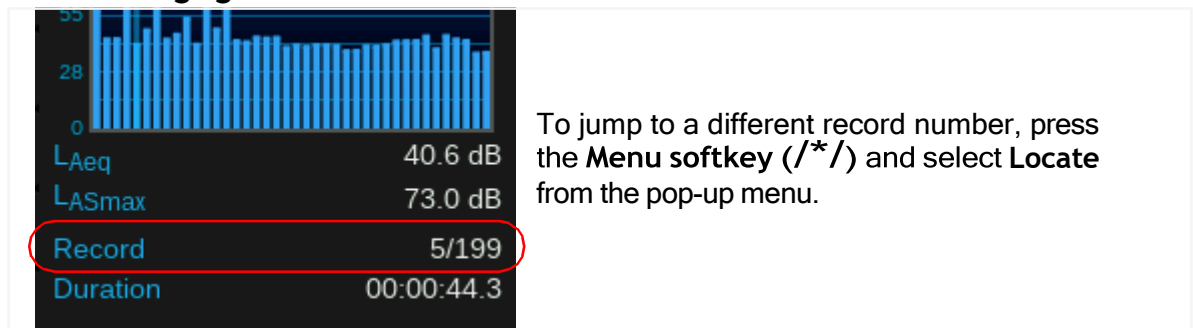 55
28
0
LAeq 40.6 dB
LASmax 73.0 dB
Record 5/199
Duration 00:00:44.3
To jump to a different record number, press
the Menu softkey (/*/) and select Locate
from the pop-up menu.